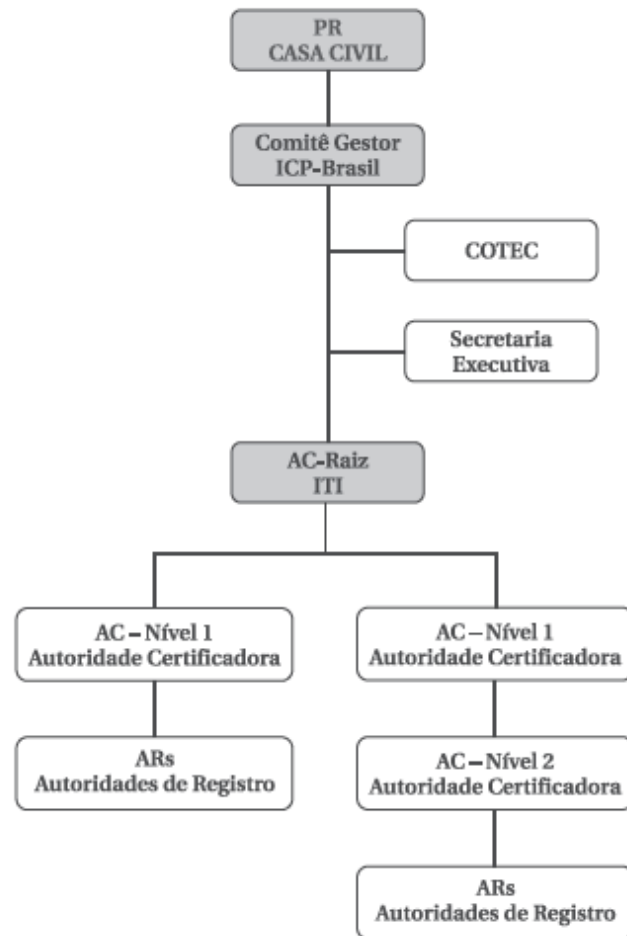 PR
CASA CIVIL
Comitê Gestor
ICP-Brasil
COTEC
Secretaria
Executiva
AC-Raiz
ITI
AC – Nível 1
Autoridade Certificadora
ARs
Autoridades de Registro
AC – Nível 1
Autoridade Certificadora
AC – Nível 2
Autoridade Certificadora
ARs
Autoridades de Registro